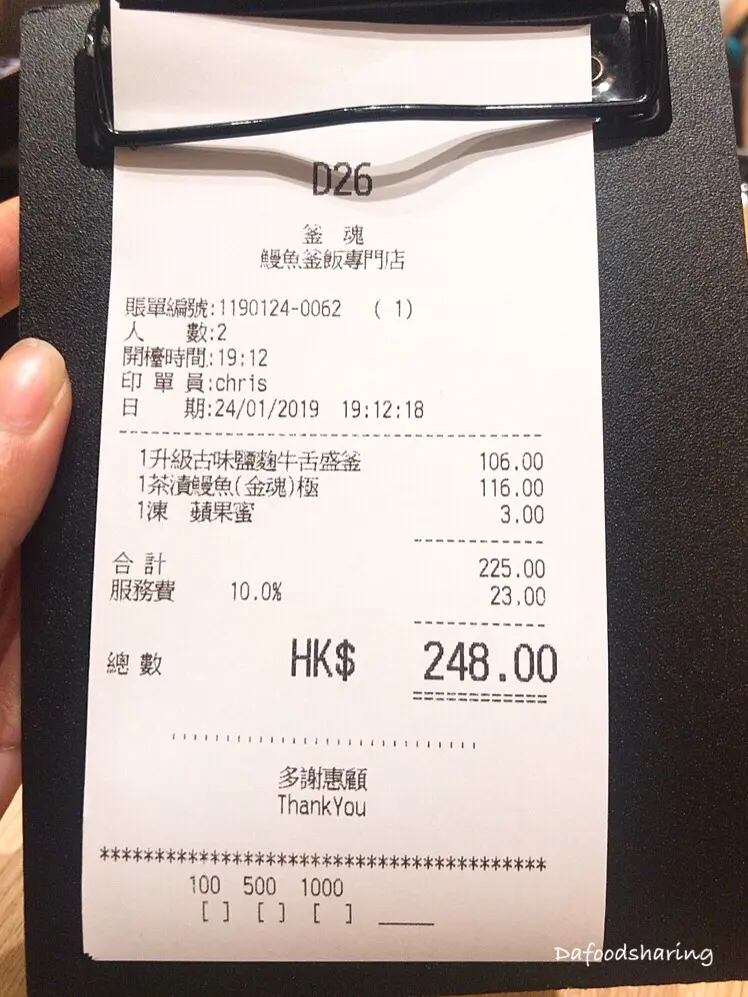 D26
釜 魂
鰻魚釜飯專門店
賬單編號:1190124-0062 ( 1)
人 數:2
開檯時間:19:12
印 單 員:chris
日 期:24/01/2019 19:12:18
1升級古味鹽麴牛舌盛釜 106.00
1茶漬鰻魚(金魂)極 116.00
1凍 蘋果蜜 3.00
合 計 225.00
服務費 10.0% 23.00
總 數 HK$ 248.00
多謝惠顧
ThankYou
******************************************
100 500 1000
[ ] [ ] [ ] ____
Dafoodsharing